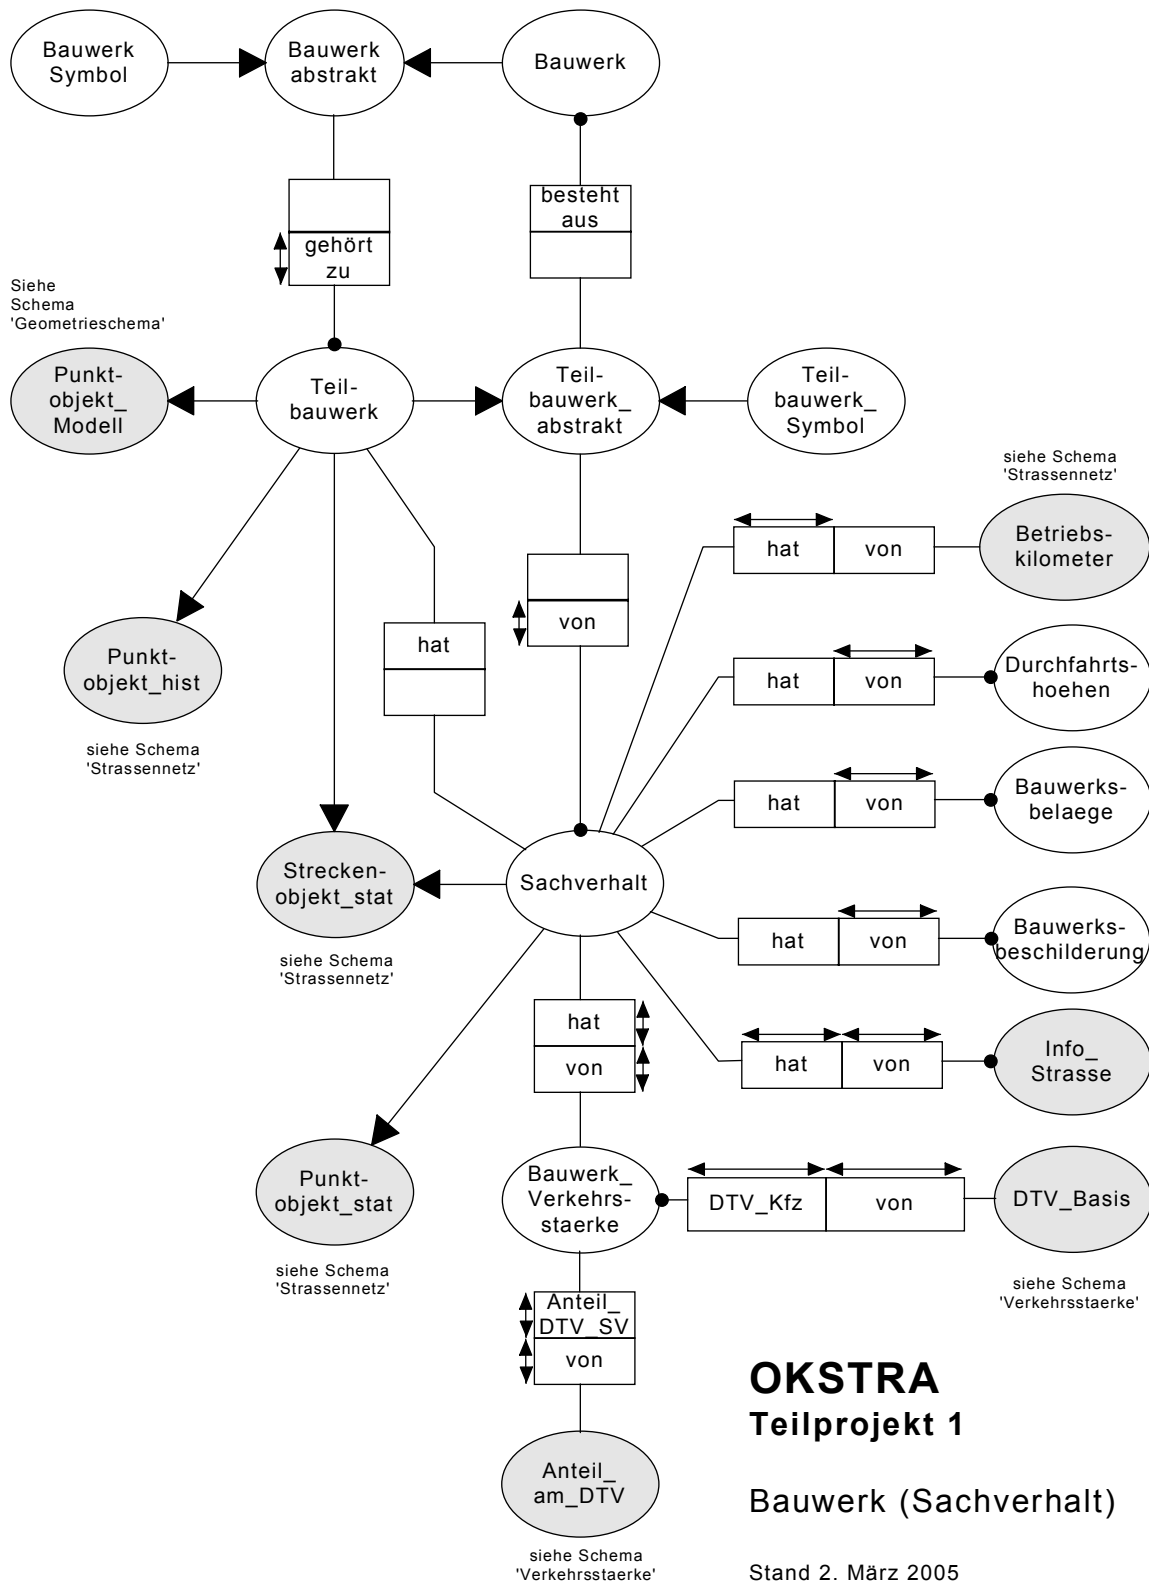 Bauwerk
Symbol
Bauwerk
abstrakt
Bauwerk
besteht
aus
gehört
zu
Siehe
Schema
'Geometrieschema'
Punkt-
objekt_
Modell
Teil-
bauwerk
Teil-
bauwerk_
abstrakt
Teil-
bauwerk_
Symbol
siehe Schema
'Strassennetz'
hat
von
Betriebs-
kilometer
von
hat
Punkt-
objekt_hist
siehe Schema
'Strassennetz'
hat
von
Durchfahrts-
hoehen
hat
von
Bauwerks-
belaege
Strecken-
objekt_stat
siehe Schema
'Strassennetz'
Sachverhalt
hat
von
Bauwerks-
beschilderung
hat
von
hat
von
Info_
Strasse
Punkt-
objekt_stat
siehe Schema
'Strassennetz'
Bauwerk_
Verkehrs-
staerke
DTV_Kfz
von
DTV_Basis
siehe Schema
'Verkehrsstaerke'
Anteil_
DTV_SV
von
Anteil_
am_DTV
siehe Schema
'Verkehrsstaerke'
OKSTRA
Teilprojekt 1
Bauwerk (Sachverhalt)
Stand 2. März 2005